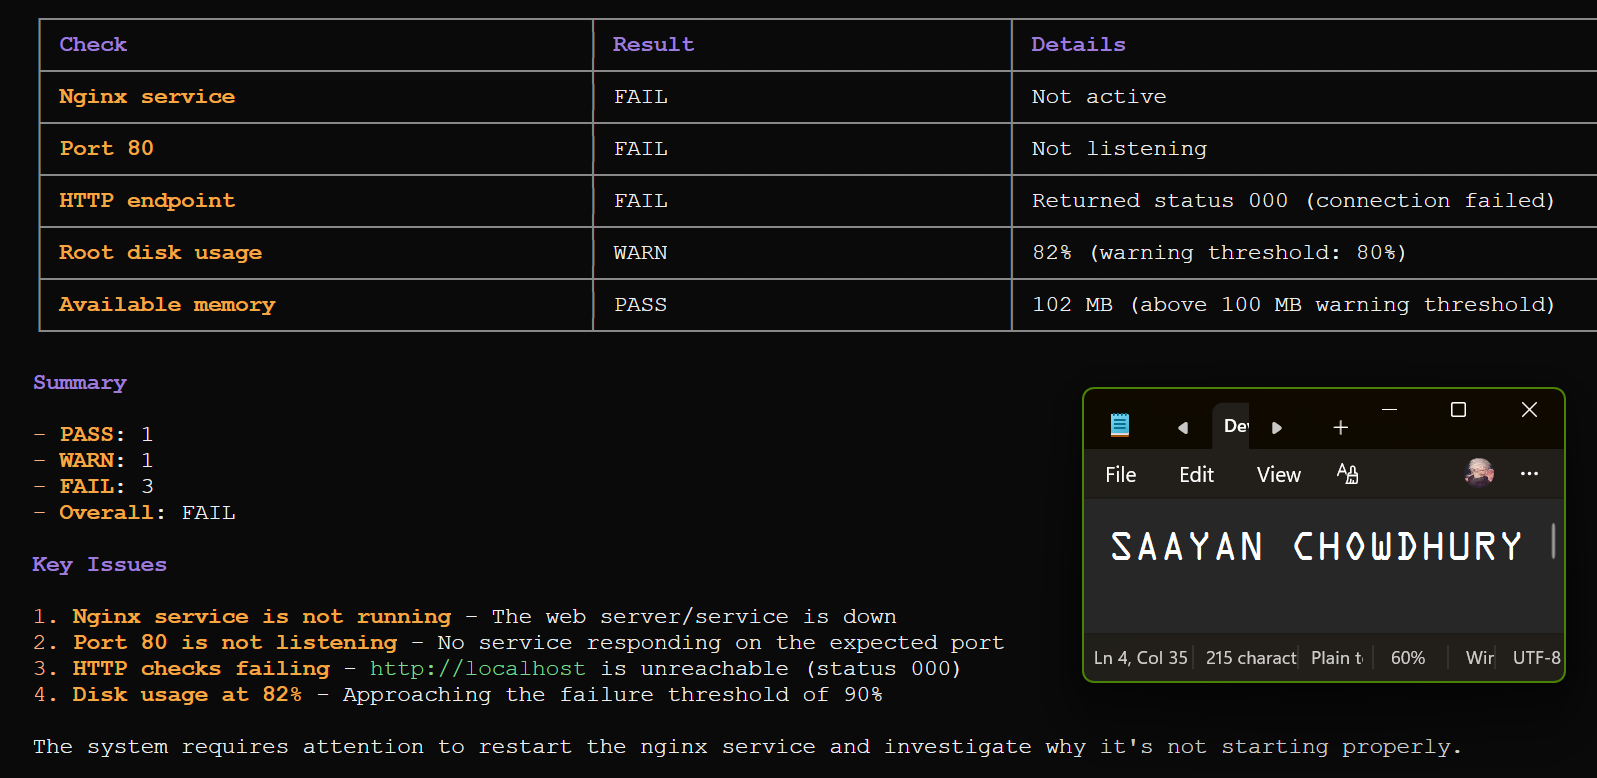 Check Result Details
Nginx service FAIL Not active
Port 80 FAIL Not listening
HTTP endpoint FAIL Returned status 000 (connection failed)
Root disk usage WARN 82% (warning threshold: 80%)
Available memory PASS 102 MB (above 100 MB warning threshold)
Summary
- PASS: 1
- WARN: 1
- FAIL: 3
- Overall: FAIL
Key Issues
1. Nginx service is not running - The web server/service is down
2. Port 80 is not listening - No service responding on the expected port
3. HTTP checks failing - http://localhost is unreachable (status 000)
4. Disk usage at 82% - Approaching the failure threshold of 90%
The system requires attention to restart the nginx service and investigate why it's not starting properly.
File Edit View
SAAYAN CHOWDHURY
Ln 4, Col 35 215 charact Plain t 60% UTF-8